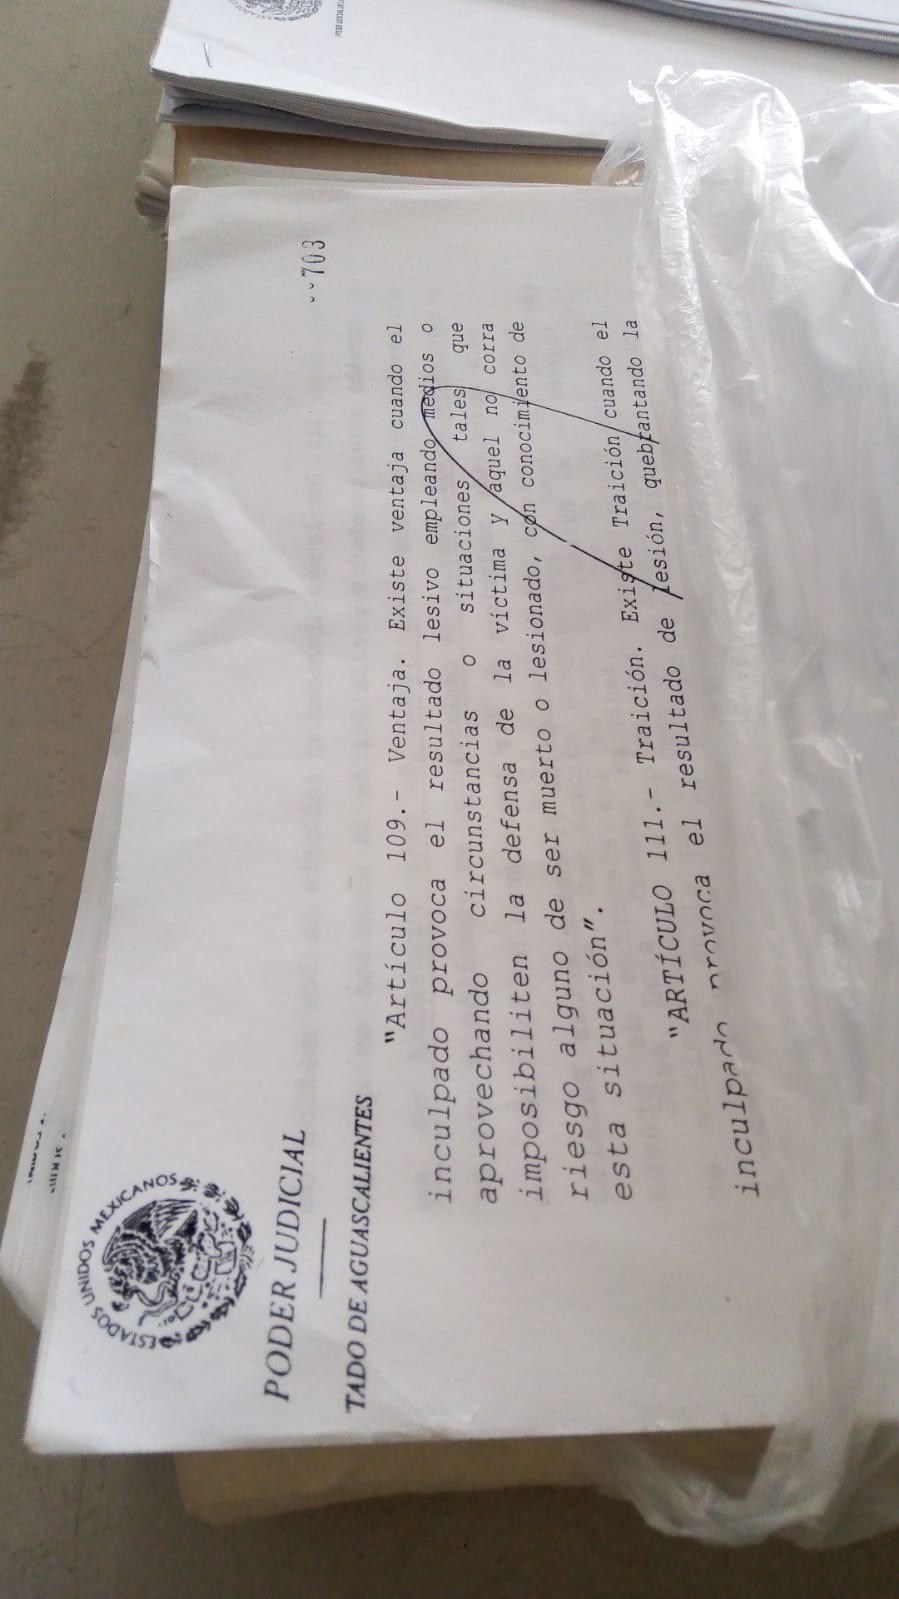 ESTADOS UNIDOS MEXICANOS
PODER JUDICIAL
TADO DE AGUASCALIENTES
703
"Artículo 109.- Ventaja. Existe ventaja cuando el
inculpado provoca el resultado lesivo empleando medios o
aprovechando circunstancias o situaciones tales que
imposibiliten la defensa de la víctima y aquel no corra
riesgo alguno de ser muerto o lesionado, con conocimiento de
esta situación".
"ARTÍCULO 111.- Traición. Existe Traición cuando el
inculpado provoca el resultado de lesión, quebrantando la